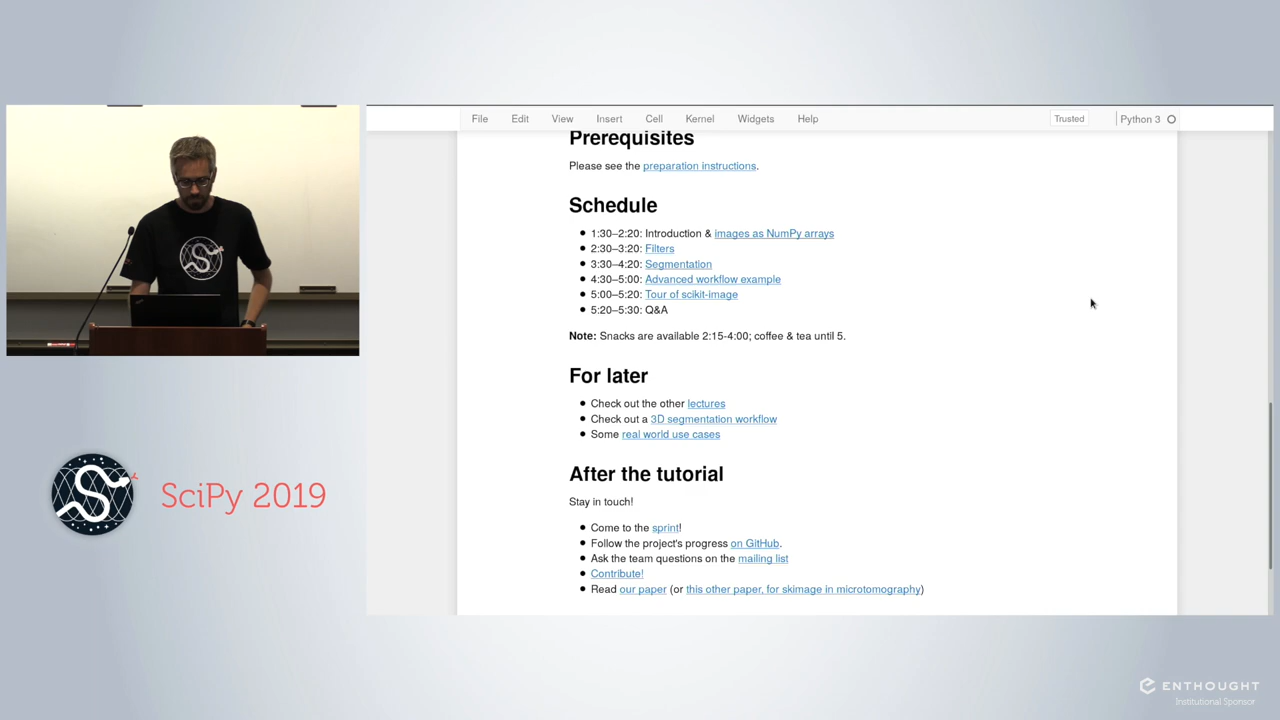 File Edit View Insert Cell Kernel Widgets Help Trusted Python 3
Prerequisites
Please see the preparation instructions.
Schedule
1:30–2:20: Introduction & images as NumPy arrays
2:30–3:20: Filters
3:30–4:20: Segmentation
4:30–5:00: Advanced workflow example
5:00–5:20: Tour of scikit-image
5:20–5:30: Q&A
Note: Snacks are available 2:15-4:00; coffee & tea until 5.
For later
Check out the other lectures
Check out a 3D segmentation workflow
Some real world use cases
After the tutorial
Stay in touch!
Come to the sprint!
Follow the project's progress on GitHub.
Ask the team questions on the mailing list
Contribute!
Read our paper (or this other paper, for skimage in microtomography)
SciPy 2019
ENTHOUGHT
Institutional Sponsor